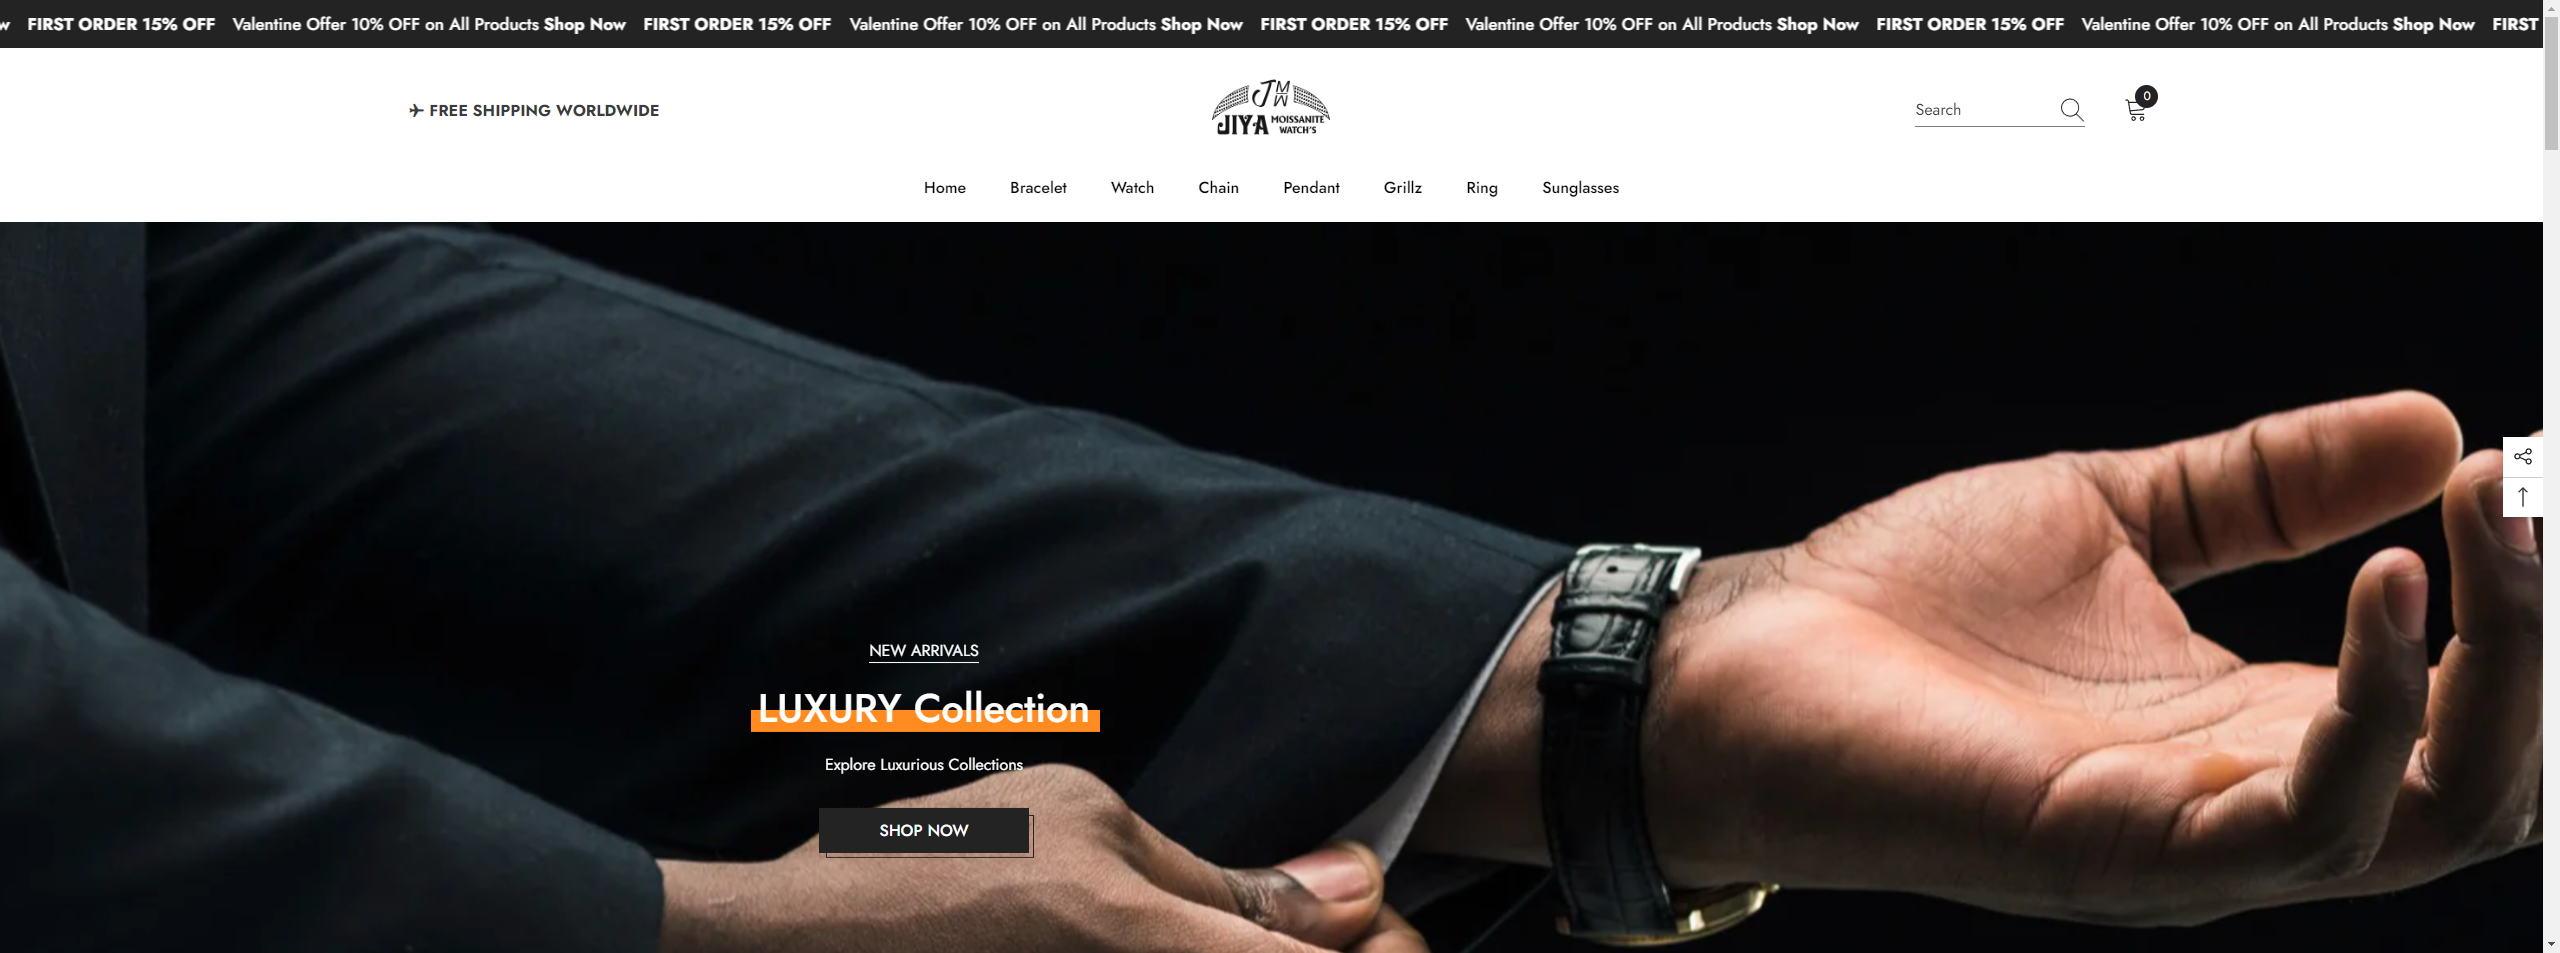 w FIRST ORDER 15% OFF Valentine Offer 10% OFF on All Products Shop Now FIRST ORDER 15% OFF Valentine Offer 10% OFF on All Products Shop Now FIRST ORDER 15% OFF Valentine Offer 10% OFF on All Products Shop Now FIRST ORDER 15% OFF Valentine Offer 10% OFF on All Products Shop Now FIRST
✈ FREE SHIPPING WORLDWIDE
JMW
JIYA MOISSANITE WATCH'S
Search
0
Home Bracelet Watch Chain Pendant Grillz Ring Sunglasses
NEW ARRIVALS
LUXURY Collection
Explore Luxurious Collections
SHOP NOW